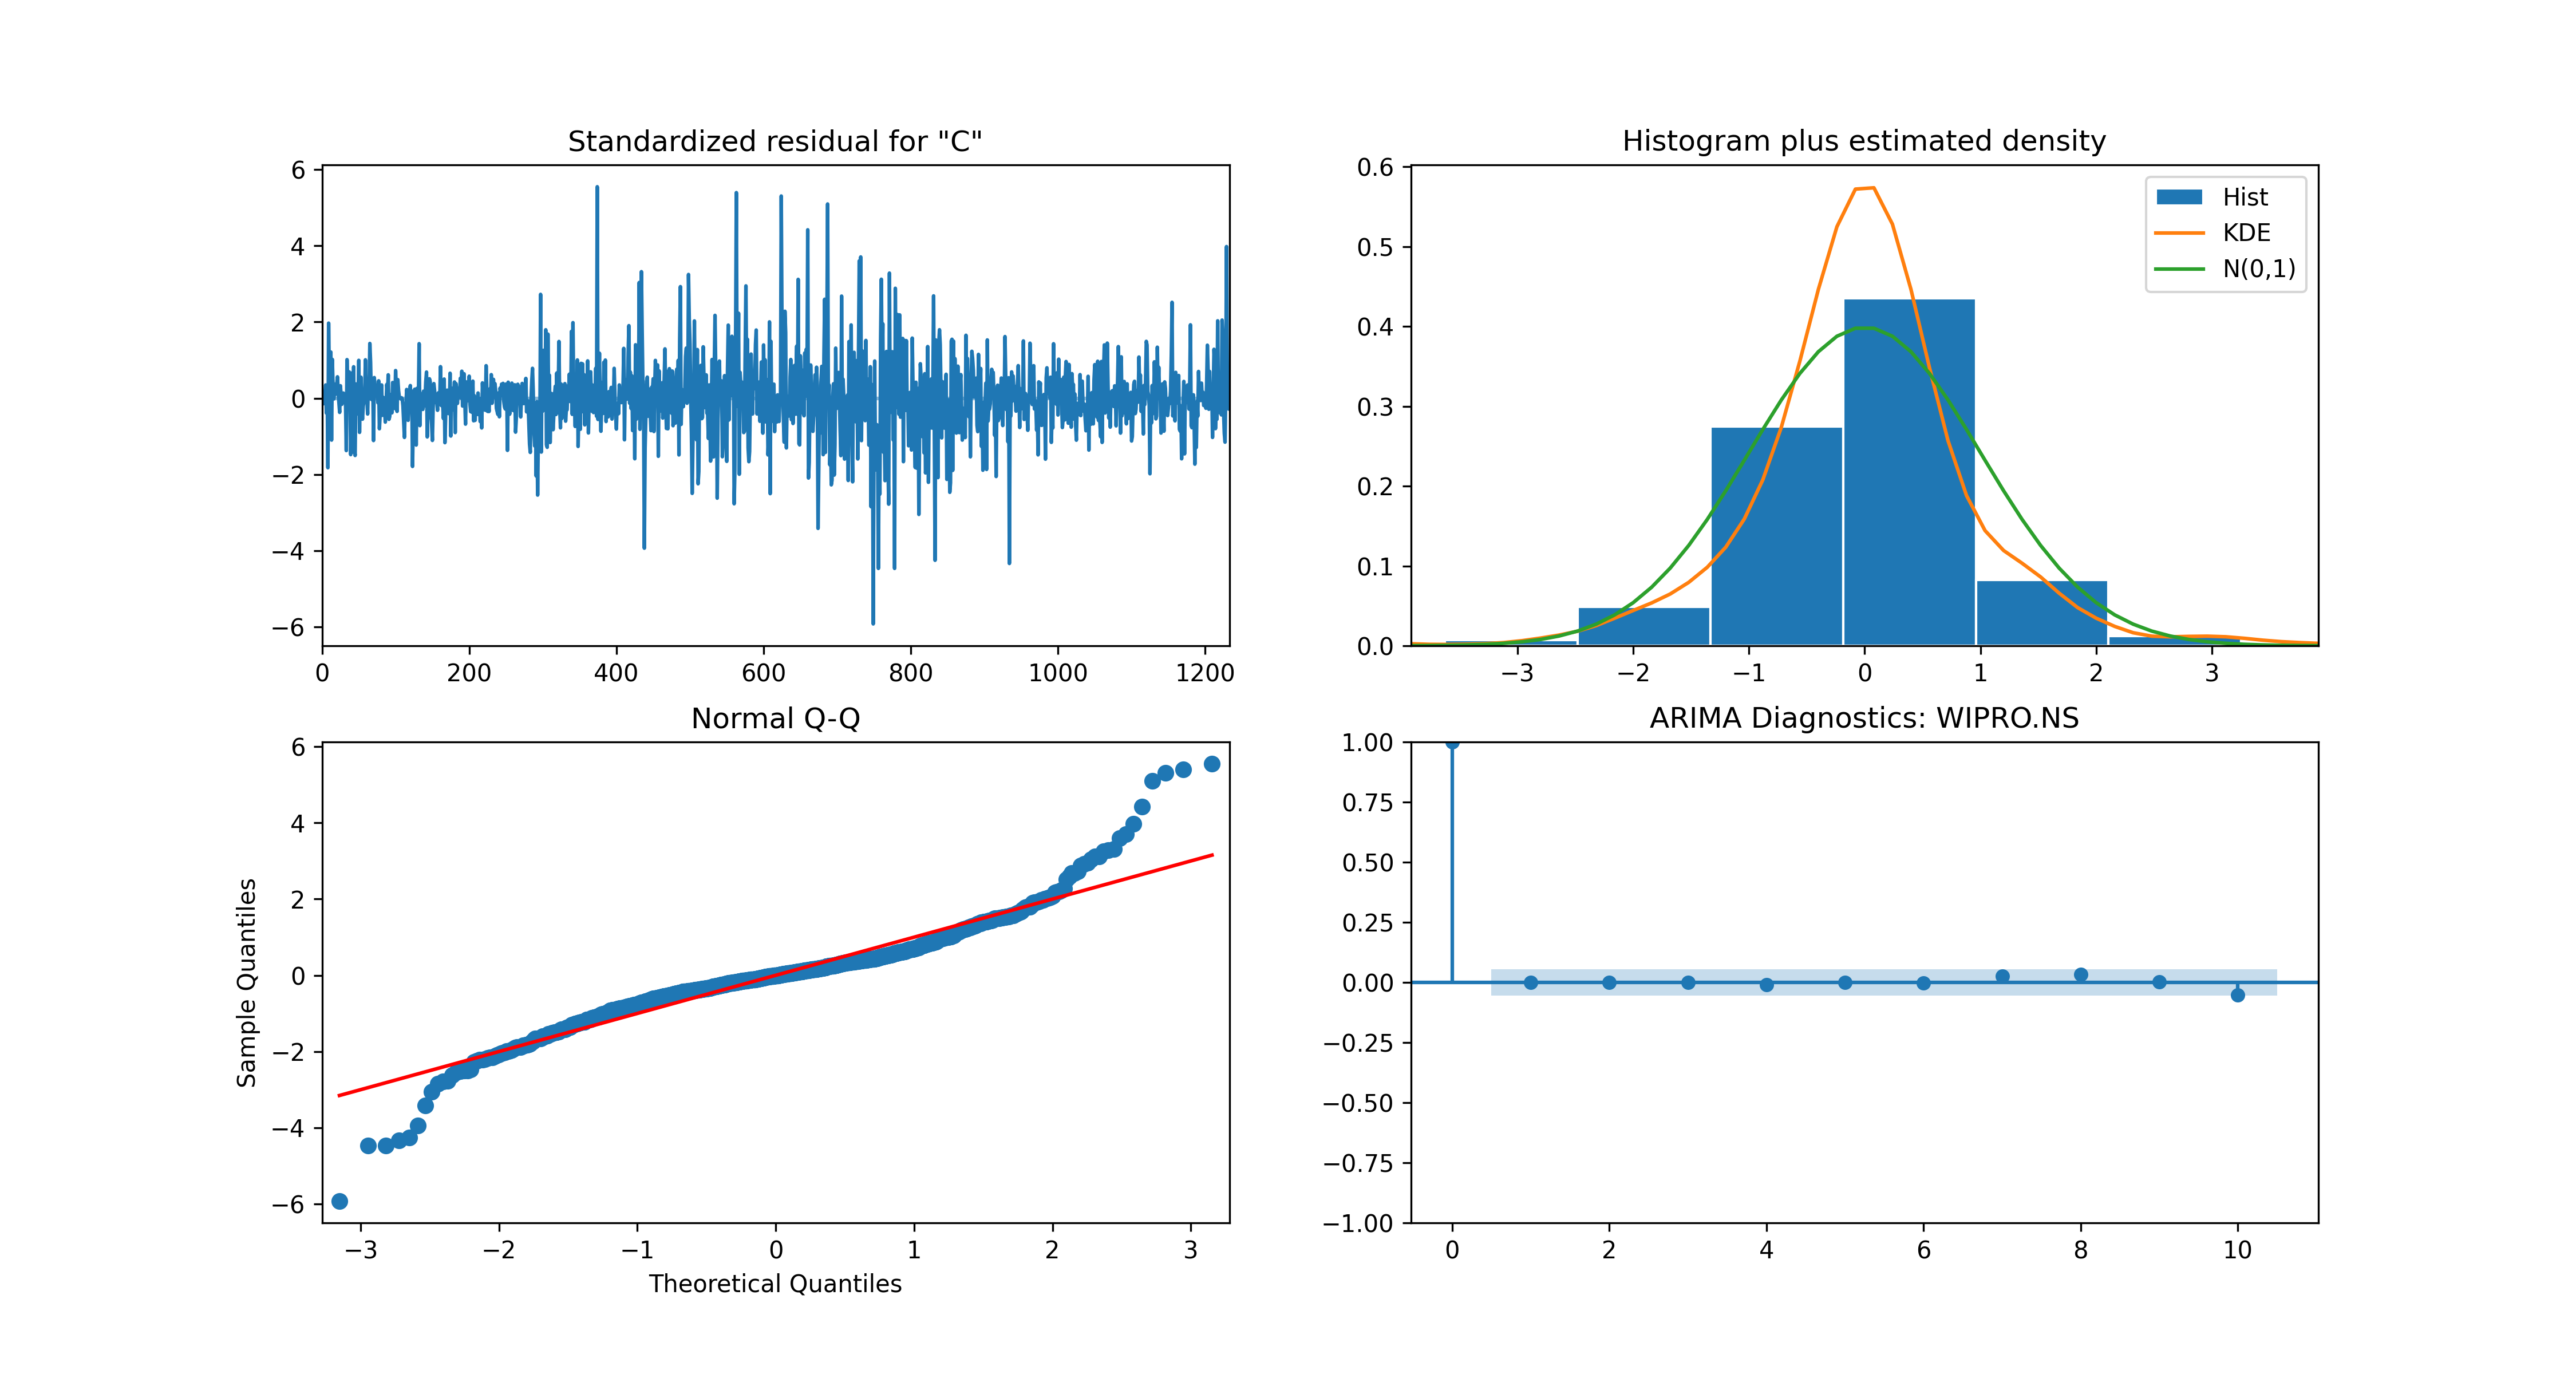 Standardized residual for "C"
6
4
2
0
−2
−4
−6
0 200 400 600 800 1000 1200
Histogram plus estimated density
0.6
0.5
0.4
0.3
0.2
0.1
0.0
Hist
KDE
N(0,1)
−3 −2 −1 0 1 2 3
Normal Q-Q
Sample Quantiles
6
4
2
0
−2
−4
−6
−3 −2 −1 0 1 2 3
Theoretical Quantiles
ARIMA Diagnostics: WIPRO.NS
1.00
0.75
0.50
0.25
0.00
−0.25
−0.50
−0.75
−1.00
0 2 4 6 8 10